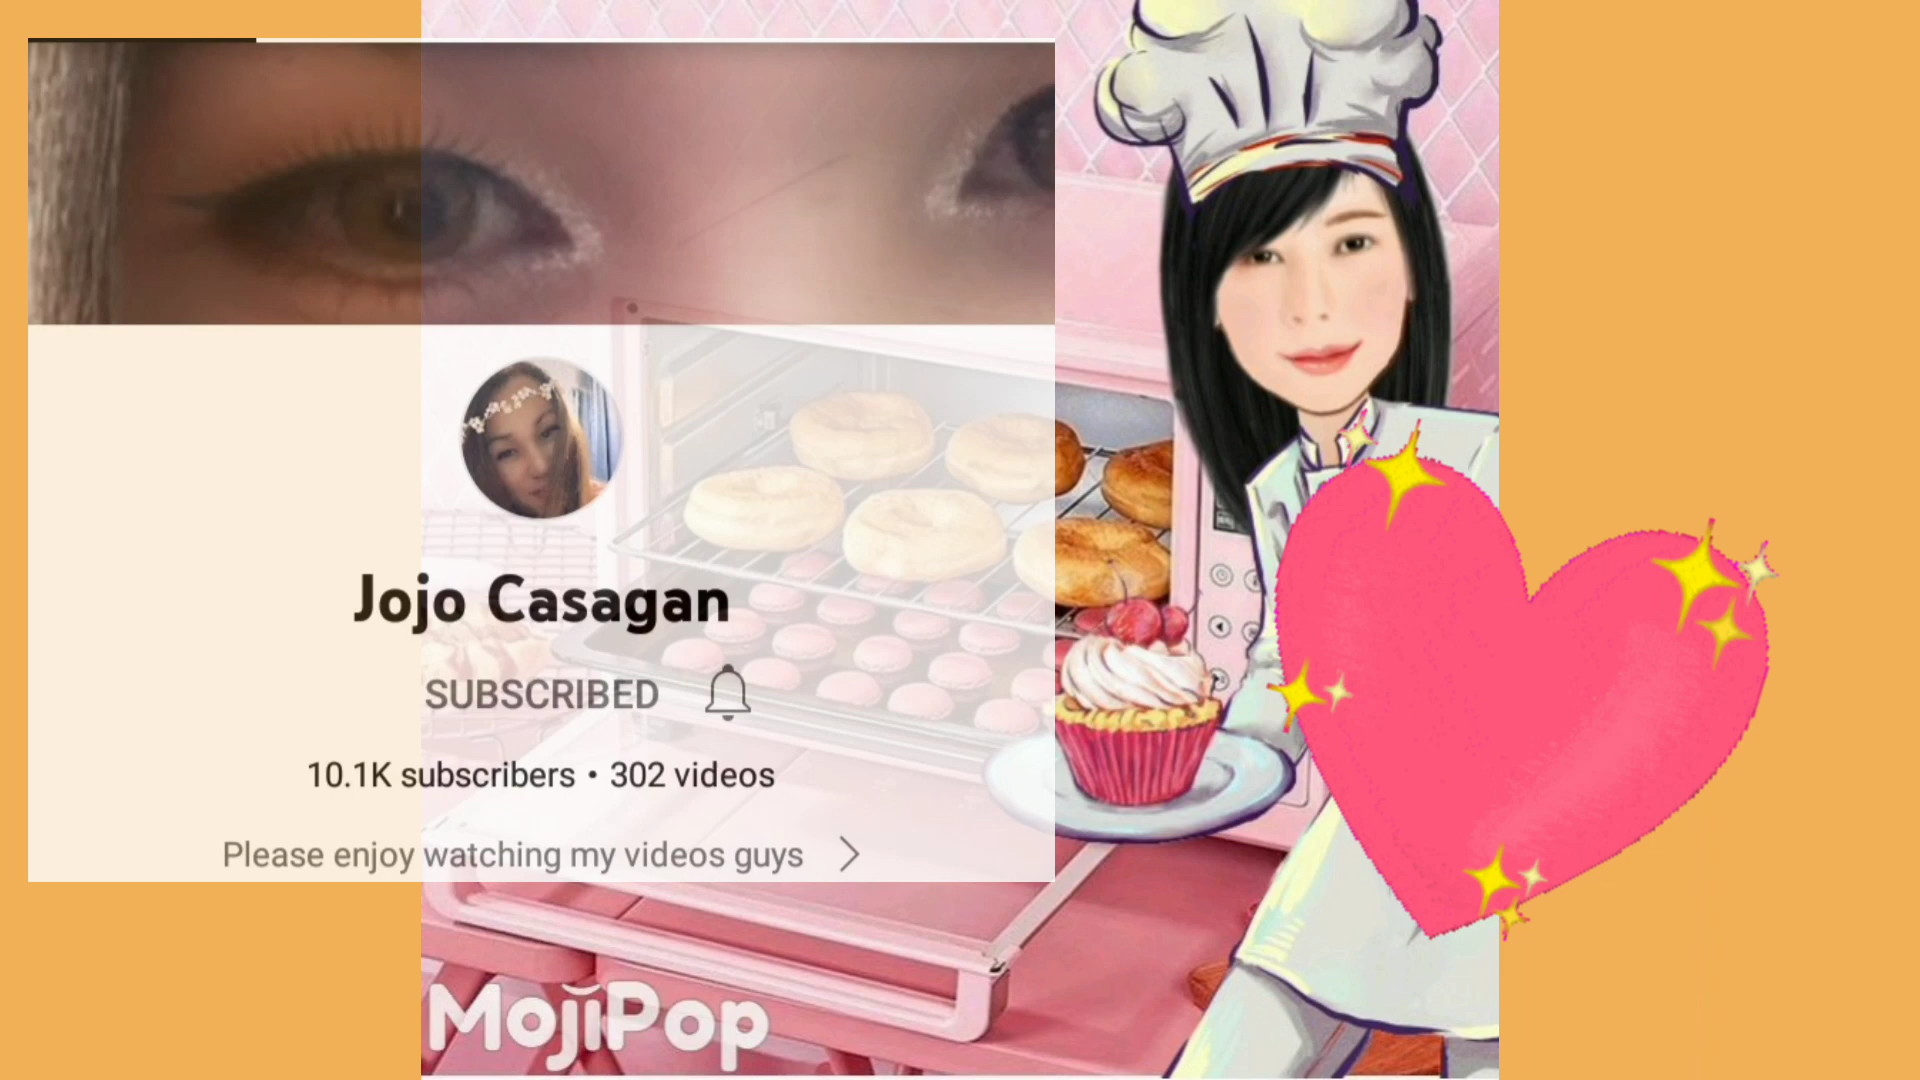 Jojo Casagan
SUBSCRIBED
10.1K subscribers • 302 videos
Please enjoy watching my videos guys
MojiPop